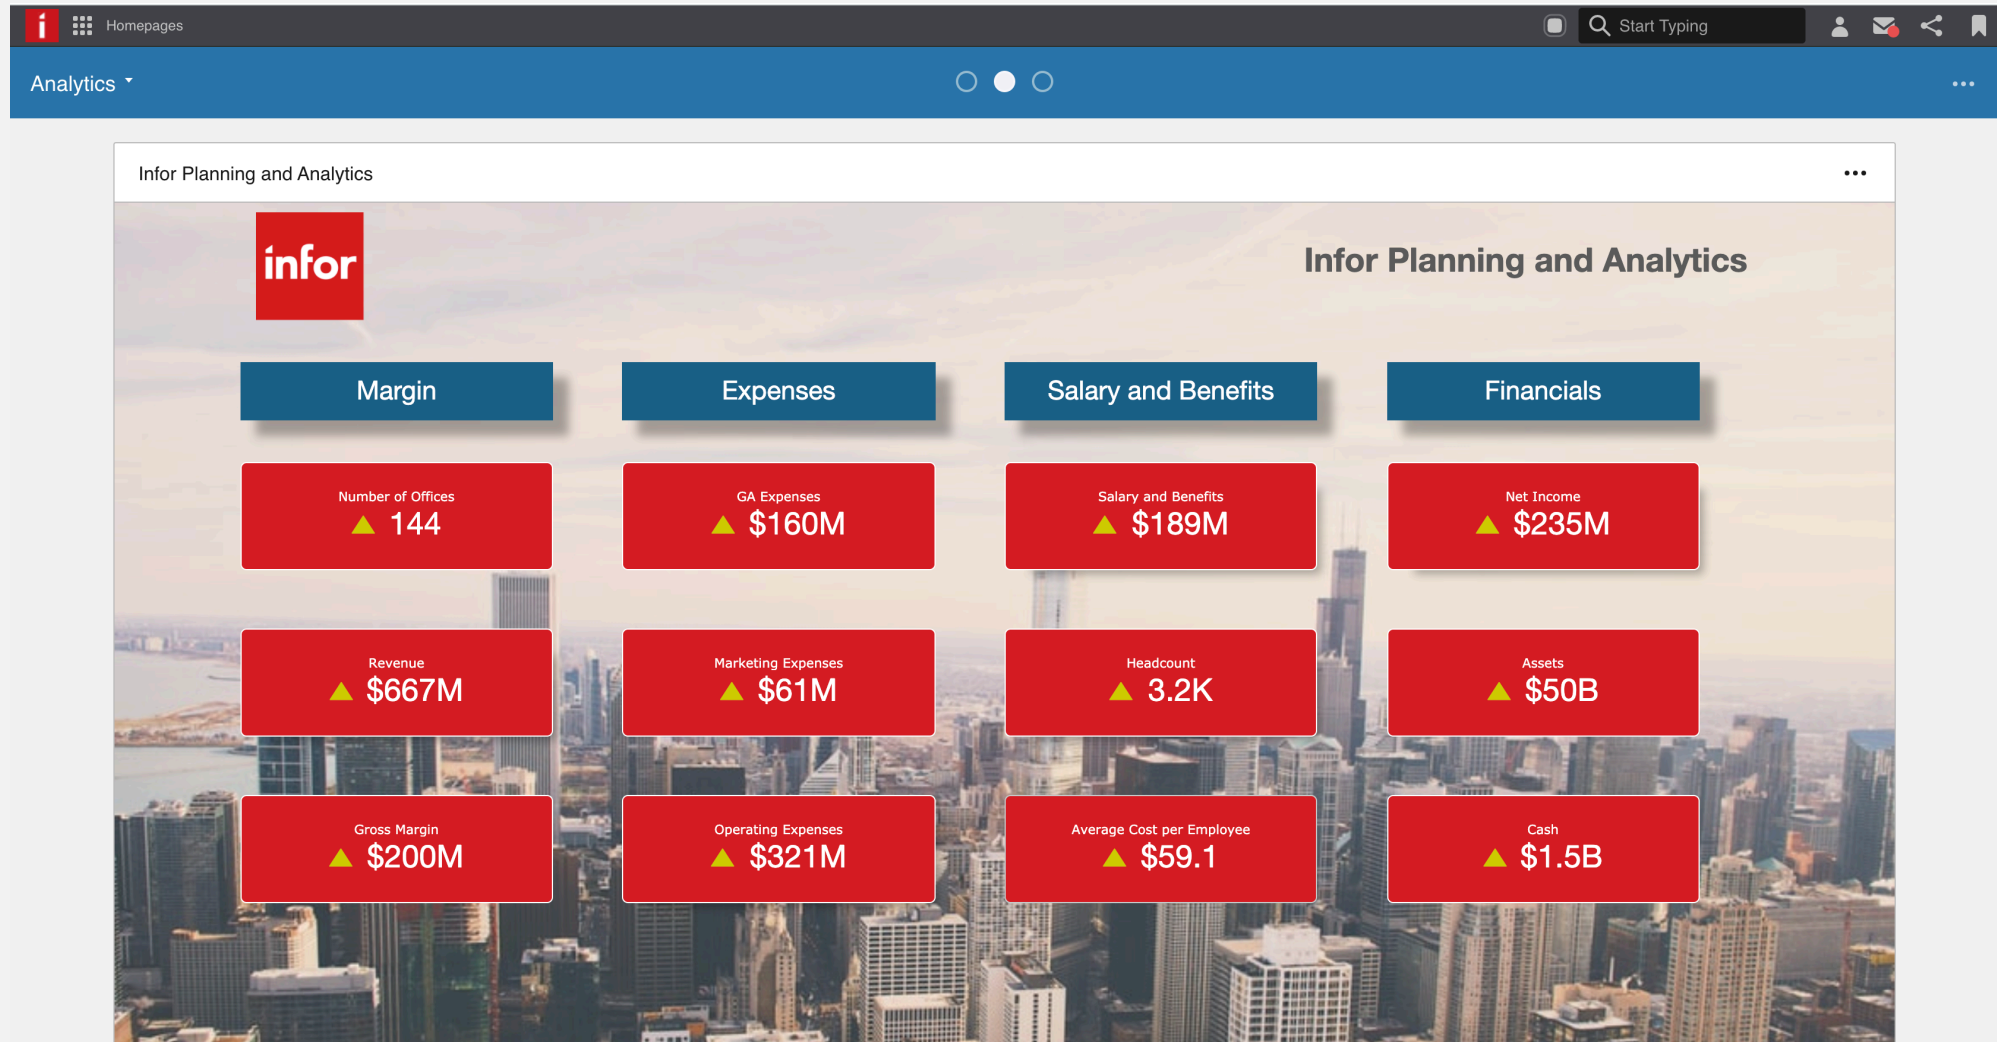 Homepages
Start Typing
Analytics
Infor Planning and Analytics
infor
Infor Planning and Analytics
Margin
Expenses
Salary and Benefits
Financials
Number of Offices
144
GA Expenses
$160M
Salary and Benefits
$189M
Net Income
$235M
Revenue
$667M
Marketing Expenses
$61M
Headcount
3.2K
Assets
$50B
Gross Margin
$200M
Operating Expenses
$321M
Average Cost per Employee
$59.1
Cash
$1.5B